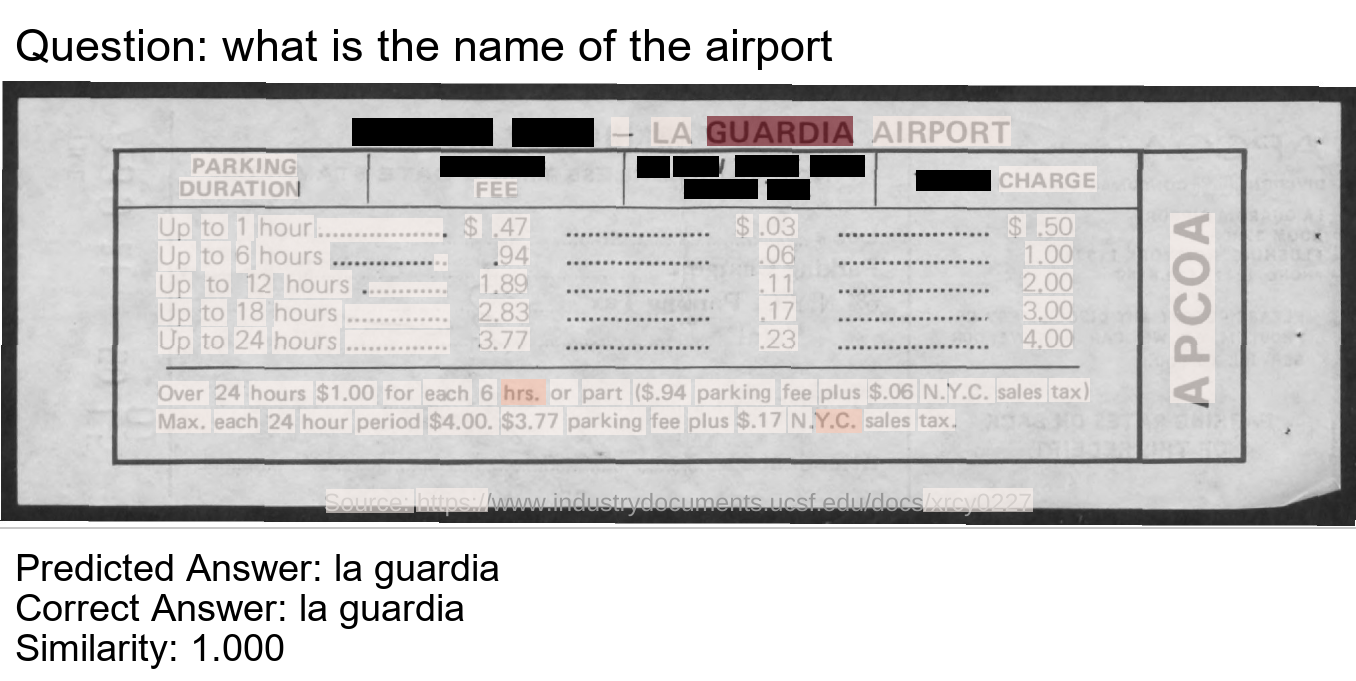 Question: what is the name of the airport
– LA GUARDIA AIRPORT
PARKING DURATION
FEE
CHARGE
Up to 1 hour................. $ .47 ...................... $ .03 ....................... $ .50
Up to 6 hours ................. .94 ...................... .06 ....................... 1.00
Up to 12 hours ............ 1.89 ...................... .11 ....................... 2.00
Up to 18 hours .............. 2.83 ...................... .17 ....................... 3.00
Up to 24 hours .............. 3.77 ...................... .23 ....................... 4.00
Over 24 hours $1.00 for each 6 hrs. or part ($.94 parking fee plus $.06 N.Y.C. sales tax)
Max. each 24 hour period $4.00. $3.77 parking fee plus $.17 N.Y.C. sales tax.
APCOA
Source: https://www.industrydocuments.ucsf.edu/docs/xrcy0227
Predicted Answer: la guardia
Correct Answer: la guardia
Similarity: 1.000